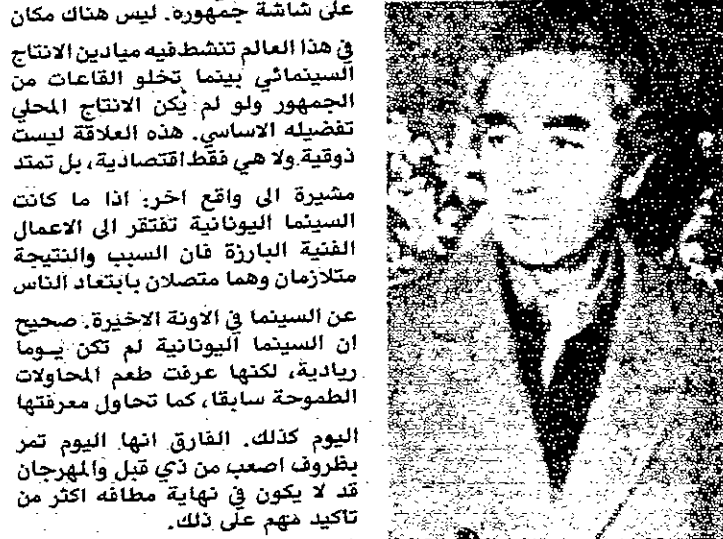 على شاشة جمهوره. ليس هناك مكان
في هذا العالم تنشط فيه ميادين الانتاج
السينمائي بينما تخلو القاعات من
الجمهور ولو لم يكن الانتاج المحلي
تفضيله الاساسي. هذه العلاقة ليست
ذوقية ولا هي فقط اقتصادية، بل تمتد
مشيرة الى واقع اخر: اذا ما كانت
السينما اليونانية تفتقر الى الاعمال
الفنية البارزة فان السبب والنتيجة
متلازمان وهما متصلان بابتعاد الناس
عن السينما في الاونة الاخيرة. صحيح
ان السينما اليونانية لم تكن يوما
ريادية، لكنها عرفت طعم المحاولات
الطموحة سابقا، كما تحاول معرفتها
اليوم كذلك. الفارق انها اليوم تمر
بظروف اصعب من ذي قبل والمهرجان
قد لا يكون في نهاية مطافه اكثر من
تاكيد مهم على ذلك.